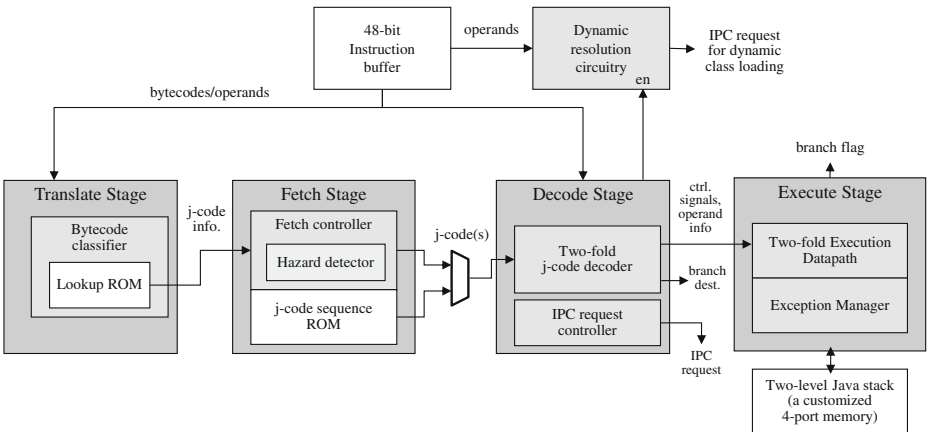 48-bit
Instruction
buffer
operands
Dynamic
resolution
circuitry
en
IPC request
for dynamic
class loading
bytecodes/operands
Translate Stage
Bytecode
classifier
Lookup ROM
j-code
info.
Fetch Stage
Fetch controller
Hazard detector
j-code sequence
ROM
j-code(s)
Decode Stage
Two-fold
j-code decoder
IPC request
controller
ctrl.
signals,
operand
info
branch
dest.
IPC
request
branch flag
Execute Stage
Two-fold Execution
Datapath
Exception Manager
Two-level Java stack
(a customized
4-port memory)